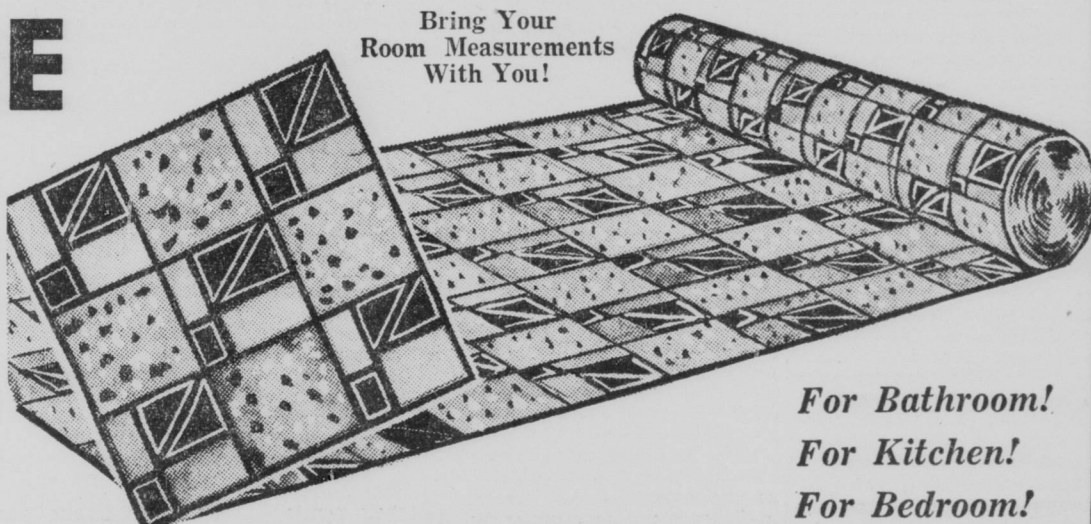 E
Bring Your
Room Measurements
With You!
For Bathroom!
For Kitchen!
For Bedroom!